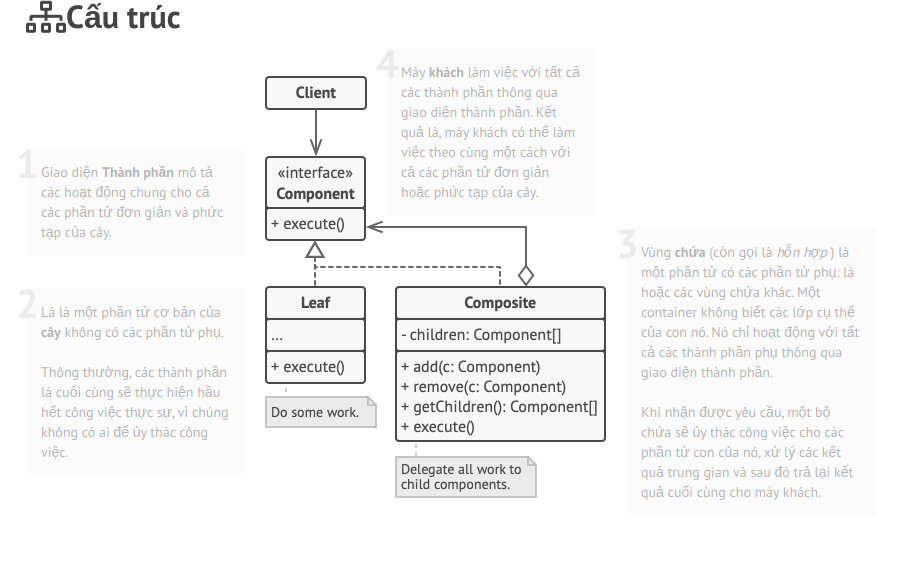 Cấu trúc
4
Máy khách làm việc với tất cả
các thành phần thông qua
giao diện thành phần. Kết
quả là, máy khách có thể làm
việc theo cùng một cách với
cả các phần tử đơn giản
hoặc phức tạp của cây.
Client
1
Giao diện Thành phần mô tả
các hoạt động chung cho cả
các phần tử đơn giản và phức
tạp của cây.
«interface»
Component
+ execute()
3
Vùng chứa (còn gọi là hỗn hợp ) là
một phần tử có các phần tử phụ: lá
hoặc các vùng chứa khác. Một
container không biết các lớp cụ thể
của con nó. Nó chỉ hoạt động với tất
cả các thành phần phụ thông qua
giao diện thành phần.
Khi nhận được yêu cầu, một bộ
chứa sẽ ủy thác công việc cho các
phần tử con của nó, xử lý các kết
quả trung gian và sau đó trả lại kết
quả cuối cùng cho máy khách.
2
Lá là một phần tử cơ bản của
cây không có các phần tử phụ.
Thông thường, các thành phần
lá cuối cùng sẽ thực hiện hầu
hết công việc thực sự, vì chúng
không có ai để ủy thác công
việc.
Leaf
...
+ execute()
Do some work.
Composite
- children: Component[]
+ add(c: Component)
+ remove(c: Component)
+ getChildren(): Component[]
+ execute()
Delegate all work to
child components.